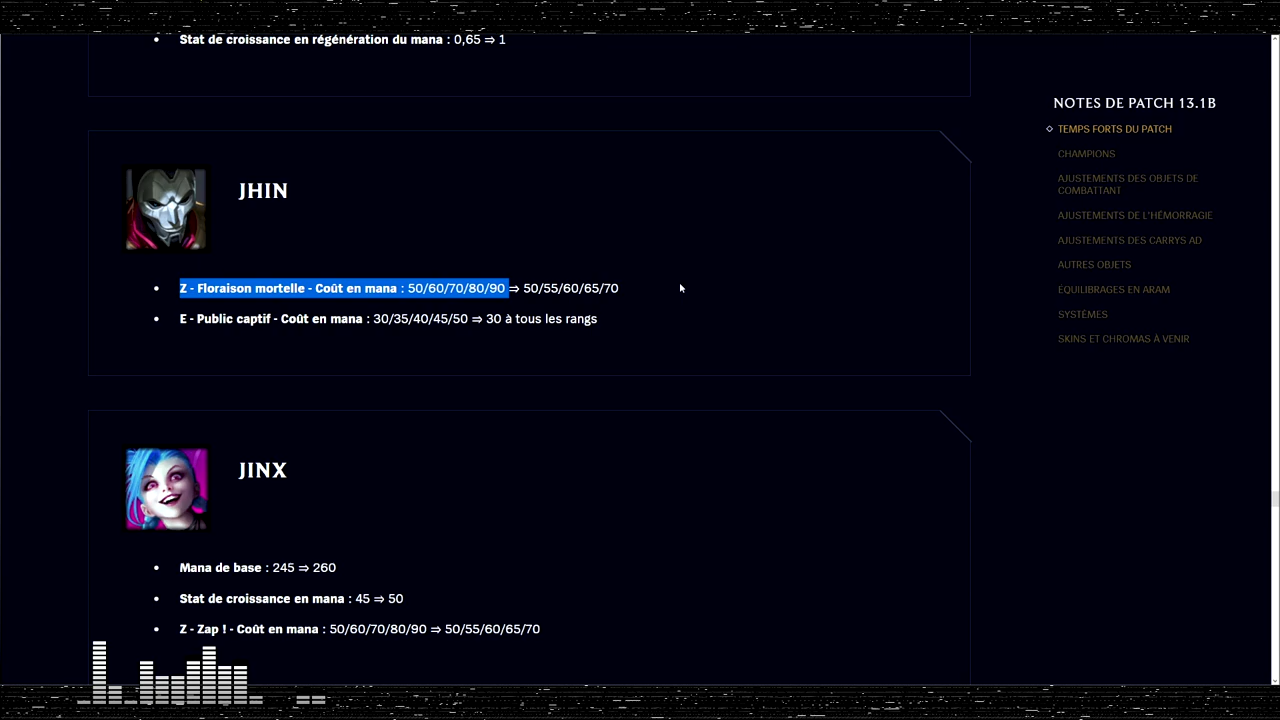 Stat de croissance en régénération du mana : 0,65 ⇒ 1
JHIN
Z - Floraison mortelle - Coût en mana : 50/60/70/80/90 ⇒ 50/55/60/65/70
E - Public captif - Coût en mana : 30/35/40/45/50 ⇒ 30 à tous les rangs
JINX
Mana de base : 245 ⇒ 260
Stat de croissance en mana : 45 ⇒ 50
Z - Zap ! - Coût en mana : 50/60/70/80/90 ⇒ 50/55/60/65/70
NOTES DE PATCH 13.1B
TEMPS FORTS DU PATCH
CHAMPIONS
AJUSTEMENTS DES OBJETS DE
COMBATTANT
AJUSTEMENTS DE L'HÉMORRAGIE
AJUSTEMENTS DES CARRYS AD
AUTRES OBJETS
ÉQUILIBRAGES EN ARAM
SYSTÈMES
SKINS ET CHROMAS À VENIR